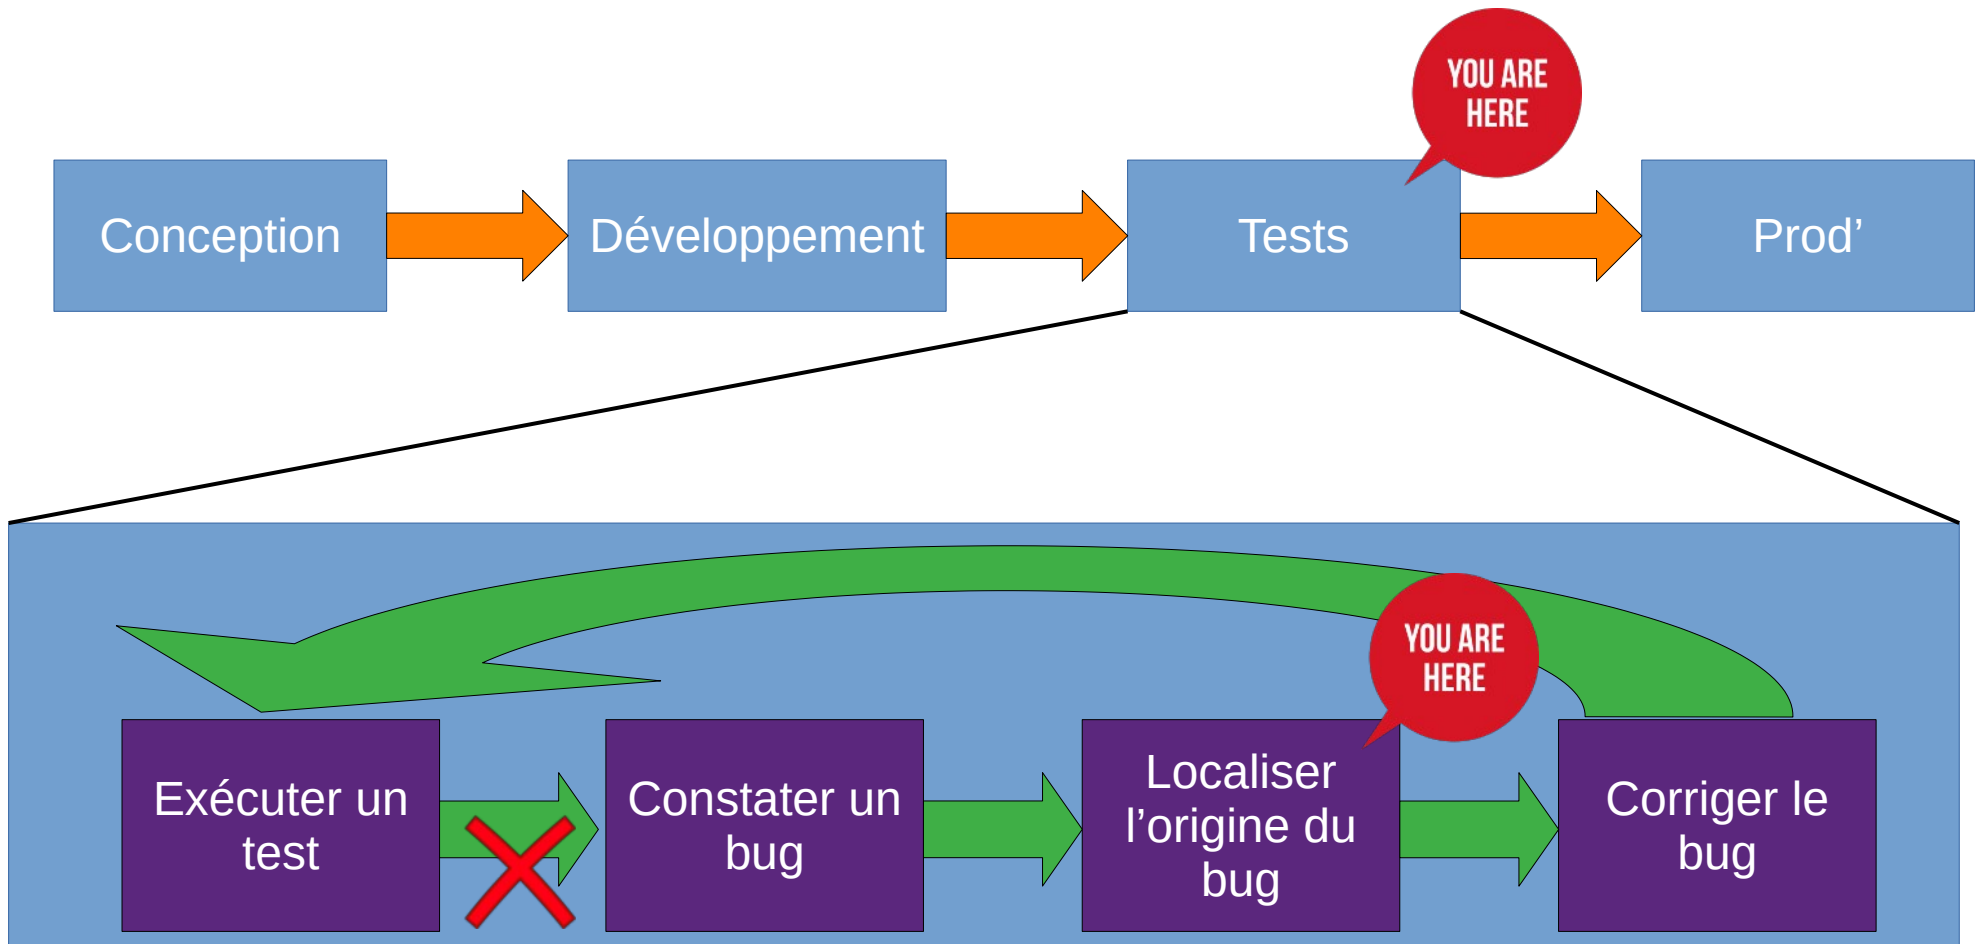 YOU ARE
HERE
Conception
Développement
Tests
Prod’
YOU ARE
HERE
Exécuter un
test
Constater un
bug
Localiser
l’origine du
bug
Corriger le
bug